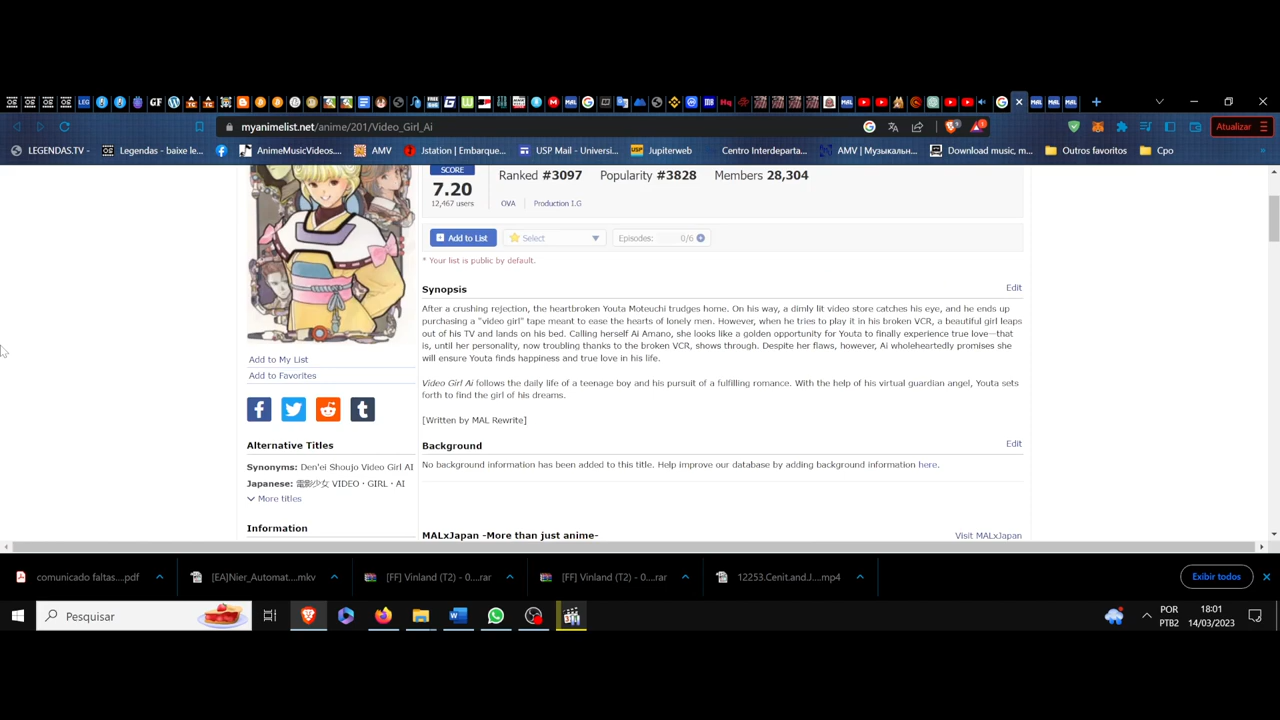 myanimelist.net/anime/201/Video_Girl_Ai
Atualizar
LEGENDAS.TV -
Legendas - baixe le...
AnimeMusicVideos....
AMV
Jstation | Embarque...
USP Mail - Universi...
Jupiterweb
Centro Interdeparta...
AMV | Музыкальн...
Download music, m...
Outros favoritos
Cpo
SCORE
7.20
12,467 users
Ranked #3097 Popularity #3828 Members 28,304
OVA Production I.G
Add to List
Select
Episodes: 0/6
* Your list is public by default.
Synopsis
Edit
After a crushing rejection, the heartbroken Youta Moteuchi trudges home. On his way, a dimly lit video store catches his eye, and he ends up
purchasing a "video girl" tape meant to ease the hearts of lonely men. However, when he tries to play it in his broken VCR, a beautiful girl leaps
out of his TV and lands on his bed. Calling herself Ai Amano, she looks like a golden opportunity for Youta to finally experience true love—that
is, until her personality, now troubling thanks to the broken VCR, shows through. Despite her flaws, however, Ai wholeheartedly promises she
will ensure Youta finds happiness and true love in his life.
Video Girl Ai follows the daily life of a teenage boy and his pursuit of a fulfilling romance. With the help of his virtual guardian angel, Youta sets
forth to find the girl of his dreams.
[Written by MAL Rewrite]
Background
Edit
No background information has been added to this title. Help improve our database by adding background information here.
MALxJapan -More than just anime-
Visit MALxJapan
Add to My List
Add to Favorites
Alternative Titles
Synonyms: Den'ei Shoujo Video Girl AI
Japanese: 電影少女 VIDEO・GIRL・AI
More titles
Information
comunicado faltas....pdf
[EA]Nier_Automat....mkv
[FF] Vinland (T2) - 0....rar
[FF] Vinland (T2) - 0....rar
12253.Cenit.and.J....mp4
Exibir todos
Pesquisar
POR
PTB2
18:01
14/03/2023